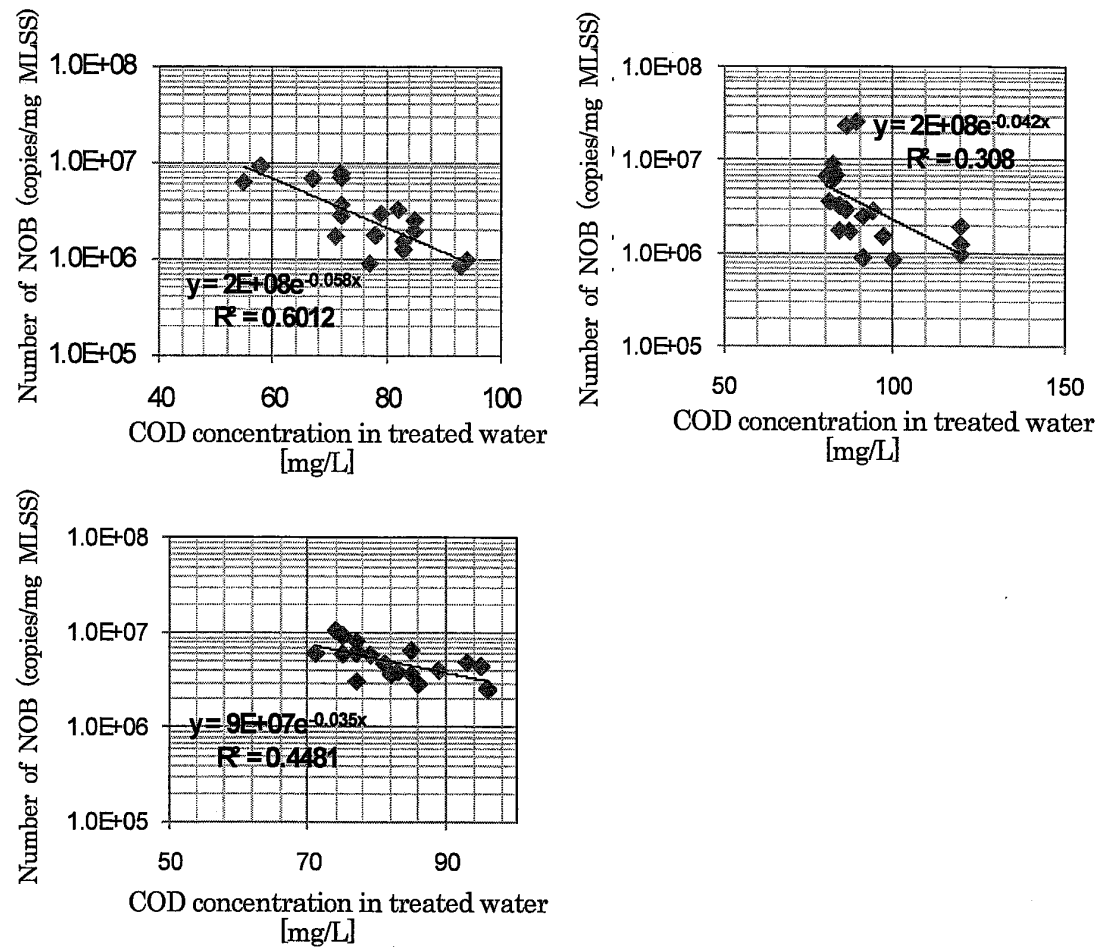 Number of NOB (copies/mg MLSS)
1.0E+08
1.0E+07
1.0E+06
1.0E+05
y = 2E+08e-0.058x
R² = 0.6012
40 60 80 100
COD concentration in treated water
[mg/L]
Number of NOB (copies/mg MLSS)
1.0E+08
1.0E+07
1.0E+06
1.0E+05
y = 2E+08e-0.042x
R² = 0.308
50 100 150
COD concentration in treated water
[mg/L]
Number of NOB (copies/mg MLSS)
1.0E+08
1.0E+07
1.0E+06
1.0E+05
y = 9E+07e-0.035x
R² = 0.4481
50 70 90
COD concentration in treated water
[mg/L]